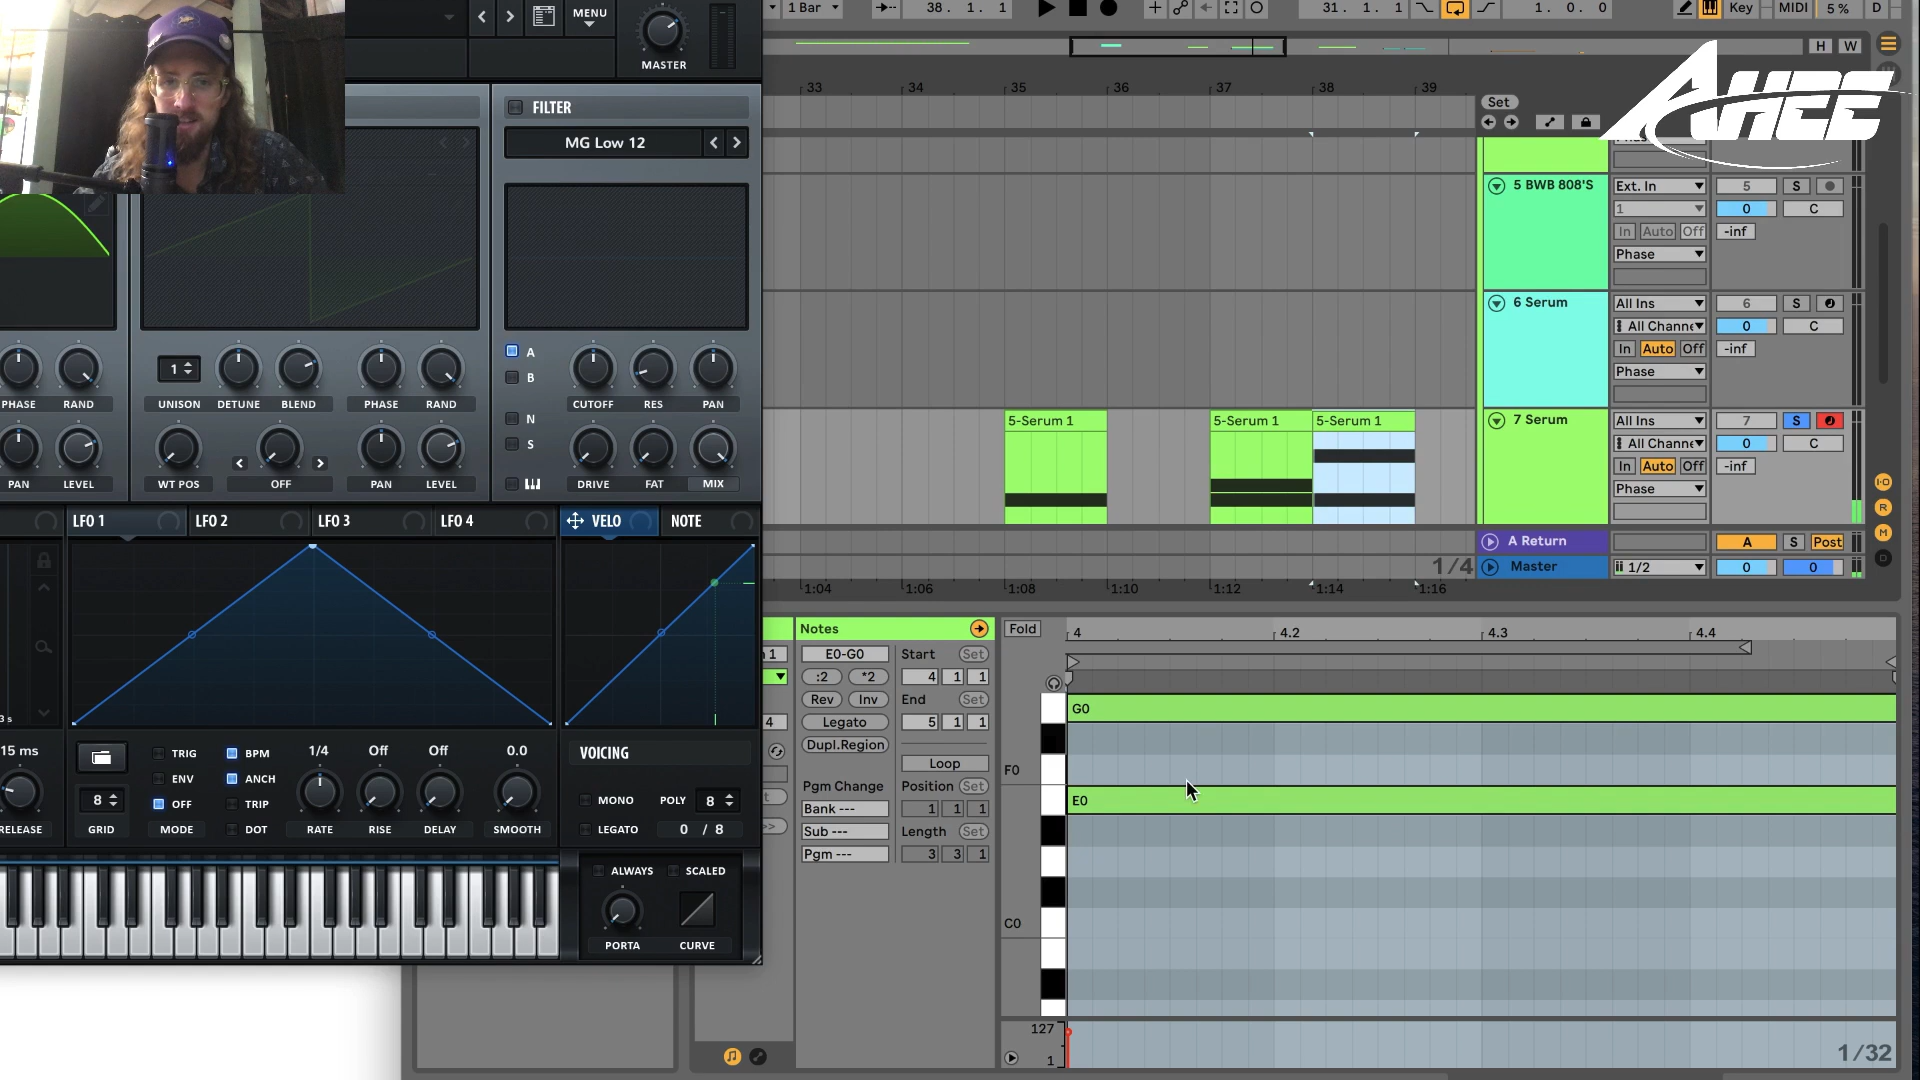 1 Bar
38. 1. 1
31. 1. 1
1. 0. 0
Key
MIDI
5 %
D
MENU
MASTER
H
W
AHEE
33 34 35 36 37 38 39
Set
FILTER
MG Low 12
5 BWB 808'S
Ext. In
5
S
1
0
C
In Auto Off
-inf
Phase
6 Serum
All Ins
6
S
All Channe
0
C
In Auto Off
-inf
Phase
A
B
N
S
PHASE RAND
1
UNISON DETUNE BLEND PHASE RAND
CUTOFF RES PAN
PAN LEVEL
WT POS OFF PAN LEVEL
DRIVE FAT MIX
5-Serum 1
5-Serum 1
5-Serum 1
7 Serum
All Ins
7
S
All Channe
0
C
In Auto Off
-inf
Phase
I·O
R
M
D
A Return
A
S
Post
1/4
Master
1/2
0
0
1:04 1:06 1:08 1:10 1:12 1:14 1:16
LFO 1 LFO 2 LFO 3 LFO 4 VELO NOTE
3 s
15 ms
RELEASE
TRIG
BPM
ENV
ANCH
OFF
TRIP
MODE
DOT
8
GRID
1/4
RATE
Off
RISE
Off
DELAY
0.0
SMOOTH
VOICING
MONO
POLY
8
LEGATO
0 / 8
ALWAYS
SCALED
PORTA
CURVE
Notes
n 1
4
E0-G0
:2 *2
Rev Inv
Legato
Dupl.Region
Pgm Change
Bank ---
Sub ---
Pgm ---
Start Set
4 1 1
End Set
5 1 1
Loop
Position Set
1 1 1
Length Set
3 3 1
Fold
4 4.2 4.3 4.4
G0
F0
E0
C0
127
1
1/32